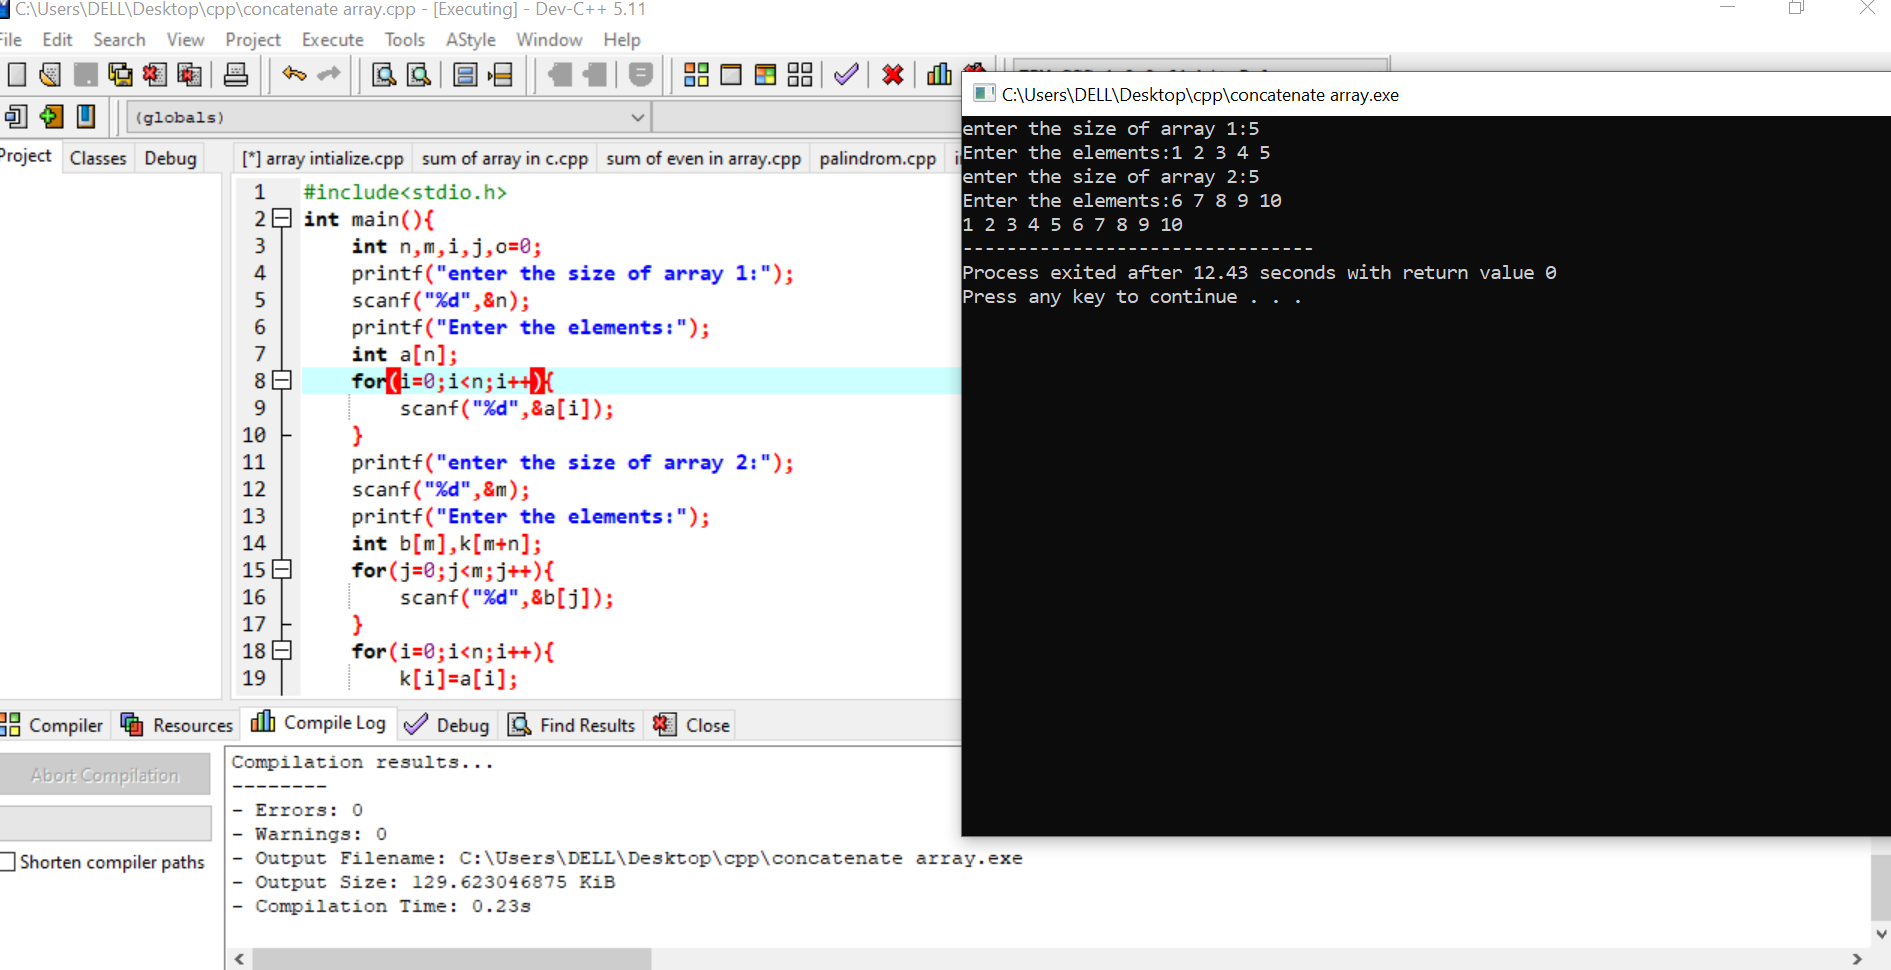 C:\Users\DELL\Desktop\cpp\concatenate array.cpp - [Executing] - Dev-C++ 5.11
File Edit Search View Project Execute Tools AStyle Window Help
(globals)
Project Classes Debug
[*] array intialize.cpp sum of array in c.cpp sum of even in array.cpp palindrom.cpp
1 #include<stdio.h>
2 int main(){
3 int n,m,i,j,o=0;
4 printf("enter the size of array 1:");
5 scanf("%d",&n);
6 printf("Enter the elements:");
7 int a[n];
8 for(i=0;i<n;i++){
9 scanf("%d",&a[i]);
10 }
11 printf("enter the size of array 2:");
12 scanf("%d",&m);
13 printf("Enter the elements:");
14 int b[m],k[m+n];
15 for(j=0;j<m;j++){
16 scanf("%d",&b[j]);
17 }
18 for(i=0;i<n;i++){
19 k[i]=a[i];
C:\Users\DELL\Desktop\cpp\concatenate array.exe
enter the size of array 1:5
Enter the elements:1 2 3 4 5
enter the size of array 2:5
Enter the elements:6 7 8 9 10
1 2 3 4 5 6 7 8 9 10
--------------------------------
Process exited after 12.43 seconds with return value 0
Press any key to continue . . .
Compiler Resources Compile Log Debug Find Results Close
Abort Compilation
Shorten compiler paths
Compilation results...
--------
- Errors: 0
- Warnings: 0
- Output Filename: C:\Users\DELL\Desktop\cpp\concatenate array.exe
- Output Size: 129.623046875 KiB
- Compilation Time: 0.23s